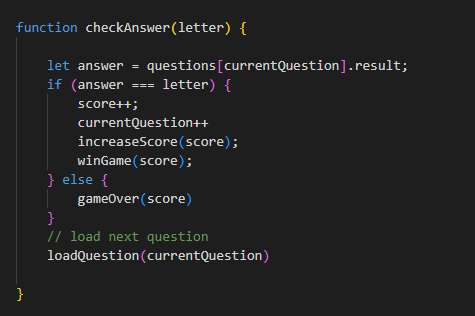 function checkAnswer(letter) {
let answer = questions[currentQuestion].result;
if (answer === letter) {
score++;
currentQuestion++
increaseScore(score);
winGame(score);
} else {
gameOver(score)
}
// load next question
loadQuestion(currentQuestion)
}